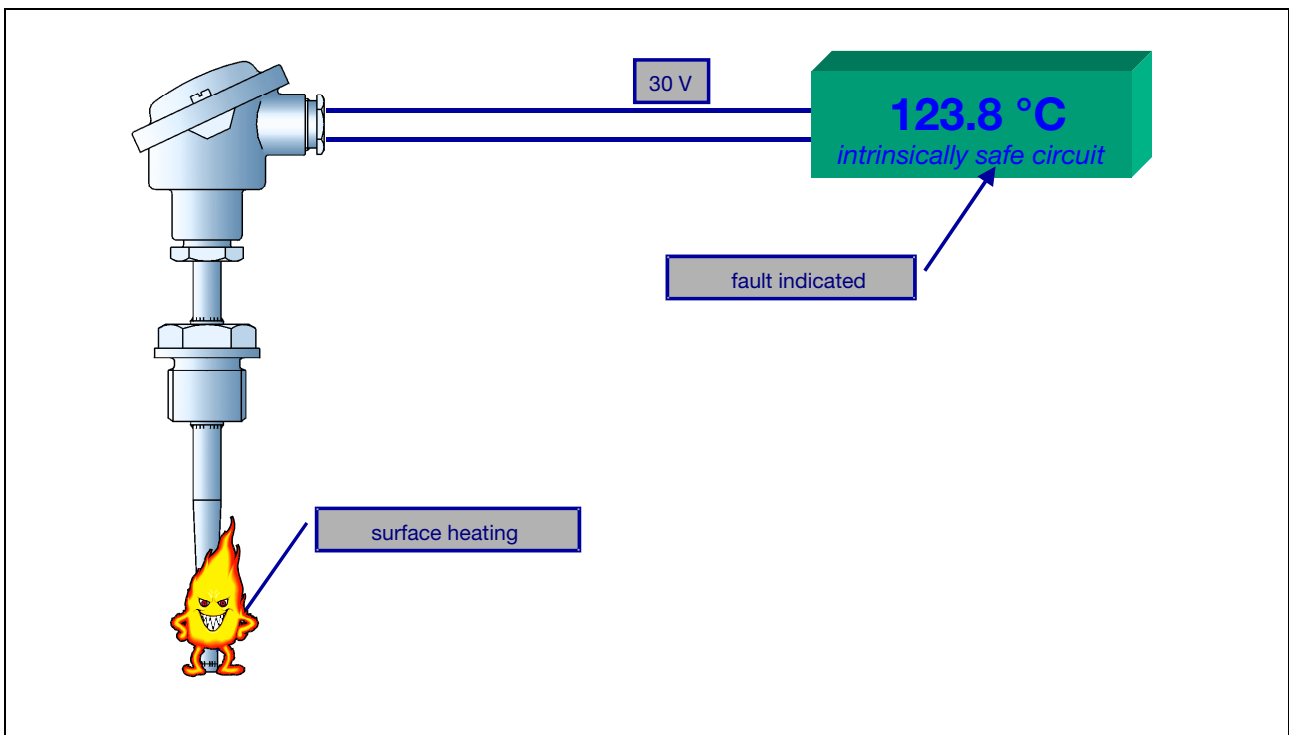 30 V
123.8 °C
intrinsically safe circuit
fault indicated
surface heating